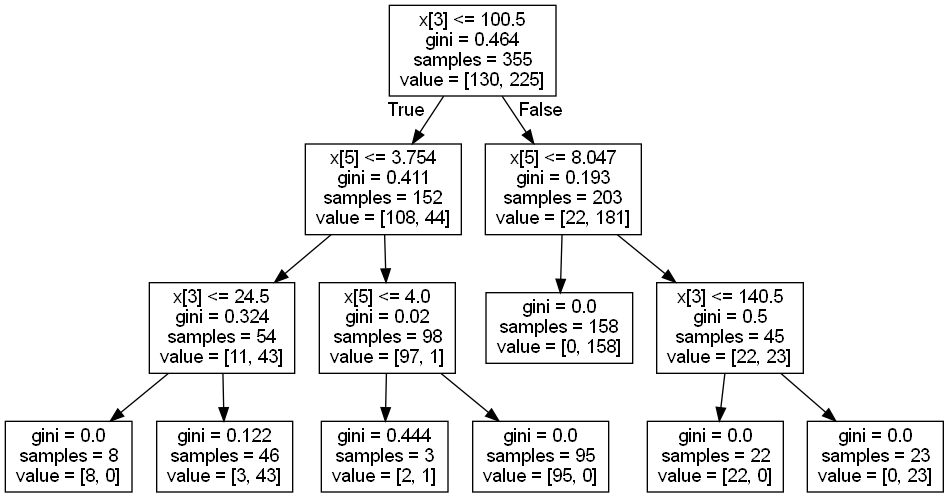 x[3] <= 100.5
gini = 0.464
samples = 355
value = [130, 225]
True
False
x[5] <= 3.754
gini = 0.411
samples = 152
value = [108, 44]
x[5] <= 8.047
gini = 0.193
samples = 203
value = [22, 181]
x[3] <= 24.5
gini = 0.324
samples = 54
value = [11, 43]
x[5] <= 4.0
gini = 0.02
samples = 98
value = [97, 1]
gini = 0.0
samples = 158
value = [0, 158]
x[3] <= 140.5
gini = 0.5
samples = 45
value = [22, 23]
gini = 0.0
samples = 8
value = [8, 0]
gini = 0.122
samples = 46
value = [3, 43]
gini = 0.444
samples = 3
value = [2, 1]
gini = 0.0
samples = 95
value = [95, 0]
gini = 0.0
samples = 22
value = [22, 0]
gini = 0.0
samples = 23
value = [0, 23]